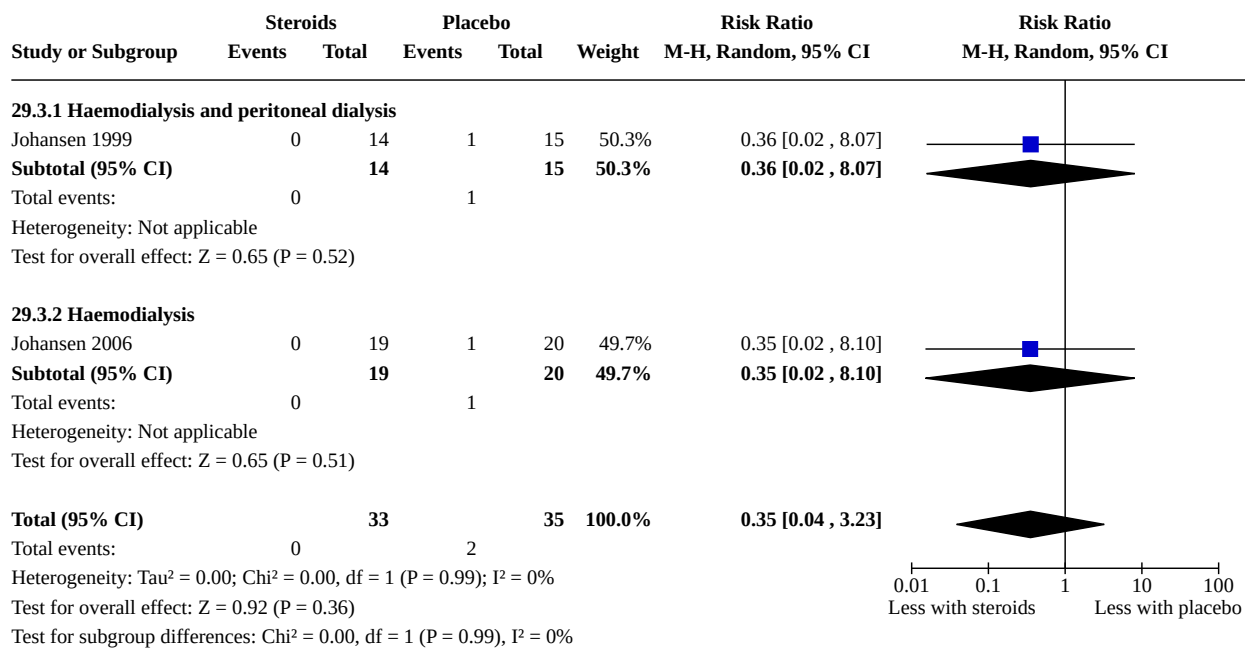 Steroids Placebo Risk Ratio Risk Ratio
Study or Subgroup Events Total Events Total Weight M-H, Random, 95% CI M-H, Random, 95% CI
29.3.1 Haemodialysis and peritoneal dialysis
Johansen 1999 0 14 1 15 50.3% 0.36 [0.02 , 8.07]
Subtotal (95% CI) 14 15 50.3% 0.36 [0.02 , 8.07]
Total events: 0 1
Heterogeneity: Not applicable
Test for overall effect: Z = 0.65 (P = 0.52)
29.3.2 Haemodialysis
Johansen 2006 0 19 1 20 49.7% 0.35 [0.02 , 8.10]
Subtotal (95% CI) 19 20 49.7% 0.35 [0.02 , 8.10]
Total events: 0 1
Heterogeneity: Not applicable
Test for overall effect: Z = 0.65 (P = 0.51)
Total (95% CI) 33 35 100.0% 0.35 [0.04 , 3.23]
Total events: 0 2
Heterogeneity: Tau² = 0.00; Chi² = 0.00, df = 1 (P = 0.99); I² = 0%
0.01 0.1 1 10 100
Test for overall effect: Z = 0.92 (P = 0.36) Less with steroids Less with placebo
Test for subgroup differences: Chi² = 0.00, df = 1 (P = 0.99), I² = 0%